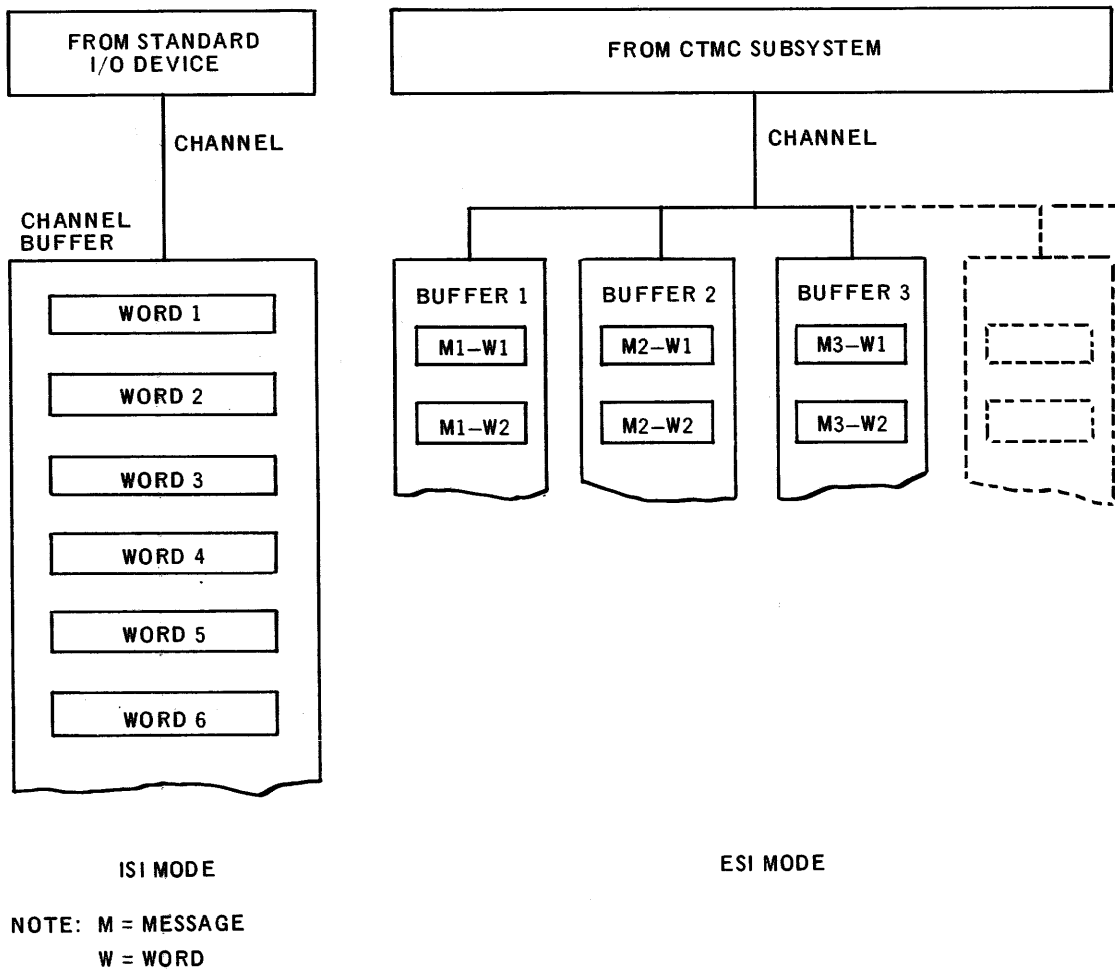 FROM STANDARD
I/O DEVICE
CHANNEL
CHANNEL
BUFFER
WORD 1
WORD 2
WORD 3
WORD 4
WORD 5
WORD 6
ISI MODE
FROM CTMC SUBSYSTEM
CHANNEL
BUFFER 1
M1–W1
M1–W2
BUFFER 2
M2–W1
M2–W2
BUFFER 3
M3–W1
M3–W2
ESI MODE
NOTE: M = MESSAGE
W = WORD